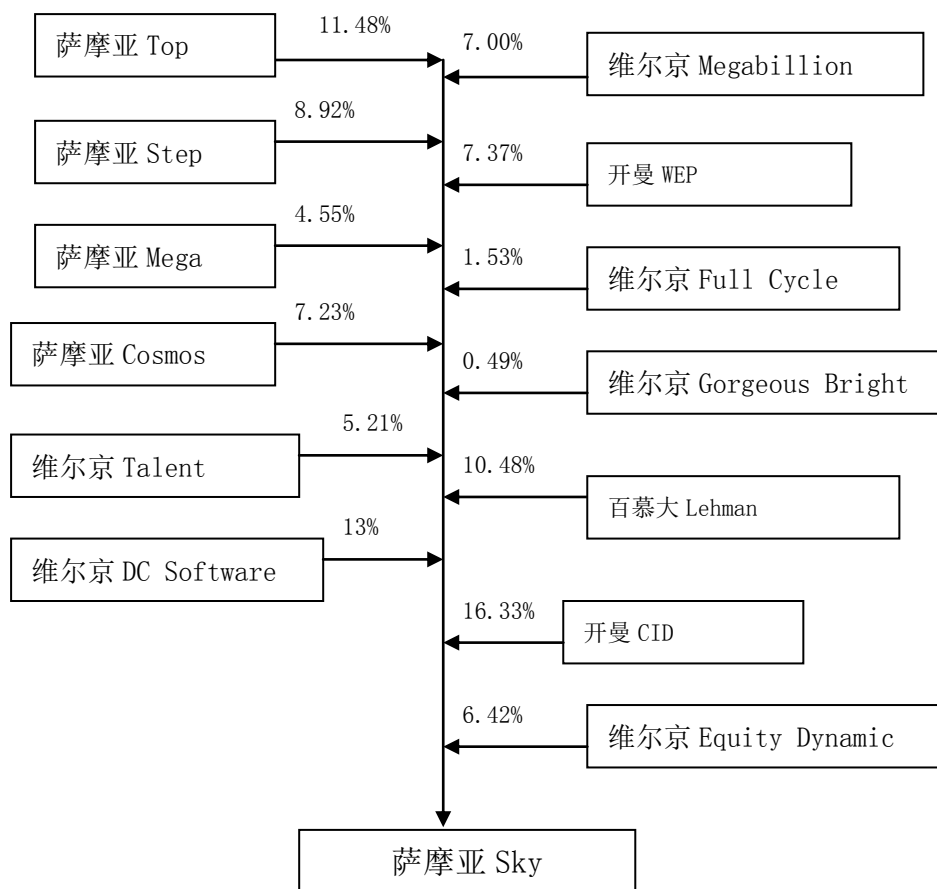 萨摩亚 Top
11.48%
7.00%
维尔京 Megabillion
萨摩亚 Step
8.92%
7.37%
开曼 WEP
萨摩亚 Mega
4.55%
1.53%
维尔京 Full Cycle
萨摩亚 Cosmos
7.23%
0.49%
维尔京 Gorgeous Bright
维尔京 Talent
5.21%
10.48%
百慕大 Lehman
维尔京 DC Software
13%
16.33%
开曼 CID
6.42%
维尔京 Equity Dynamic
萨摩亚 Sky